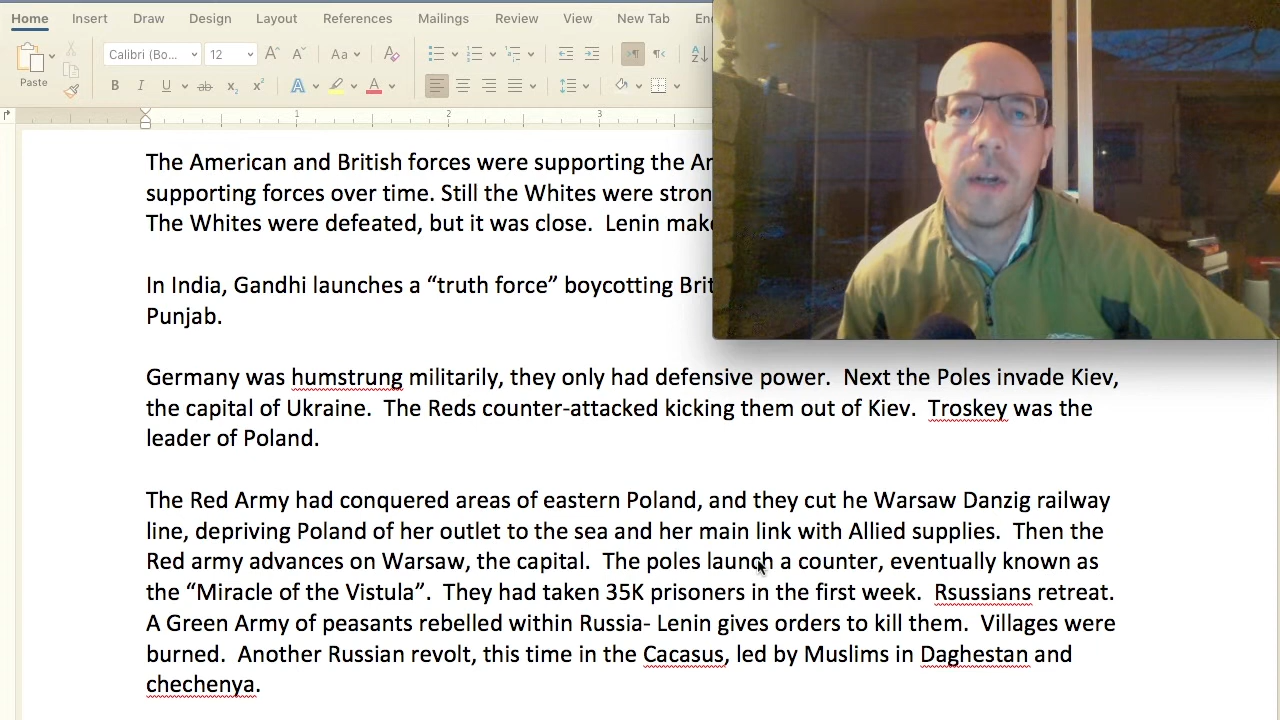 Home Insert Draw Design Layout References Mailings Review View New Tab
Calibri (Bo... 12
Paste
1 2 3
The American and British forces were supporting the
supporting forces over time. Still the Whites were
The Whites were defeated, but it was close.  Lenin
In India, Gandhi launches a “truth force” boycotting
Punjab.
Germany was humstrung militarily, they only had defensive power.  Next the Poles invade Kiev,
the capital of Ukraine.  The Reds counter-attacked kicking them out of Kiev.  Troskey was the
leader of Poland.
The Red Army had conquered areas of eastern Poland, and they cut he Warsaw Danzig railway
line, depriving Poland of her outlet to the sea and her main link with Allied supplies.  Then the
Red army advances on Warsaw, the capital.  The poles launch a counter, eventually known as
the “Miracle of the Vistula”.  They had taken 35K prisoners in the first week.  Rsussians retreat.
A Green Army of peasants rebelled within Russia- Lenin gives orders to kill them.  Villages were
burned.  Another Russian revolt, this time in the Cacasus, led by Muslims in Daghestan and
chechenya.